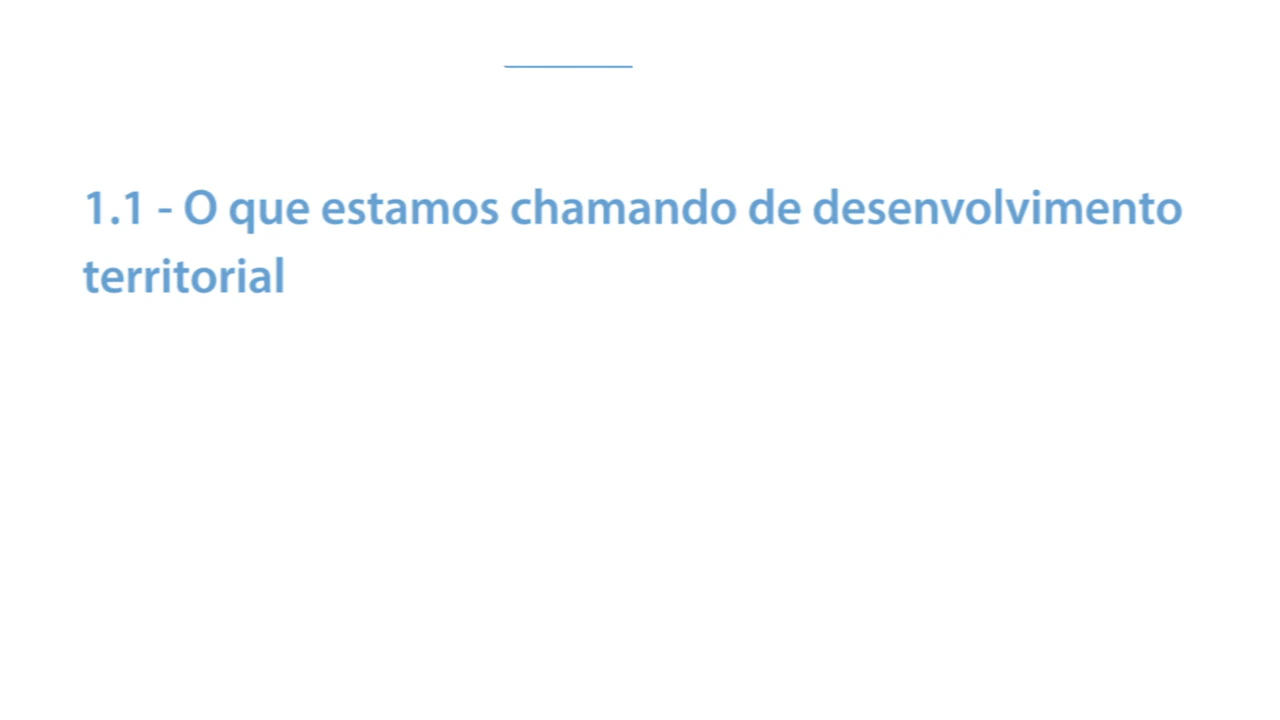 1.1 - O que estamos chamando de desenvolvimento
territorial